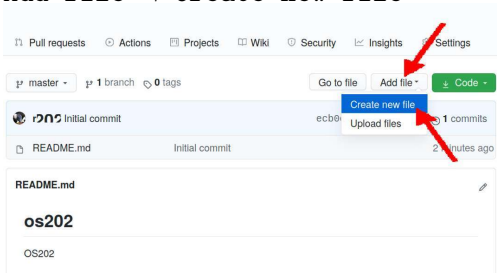 Pull requests Actions Projects Wiki Security Insights Settings
master 1 branch 0 tags Go to file Add file Code
Create new file
Initial commit 1 commits
Upload files
README.md Initial commit 2 minutes ago
README.md
os202
OS202